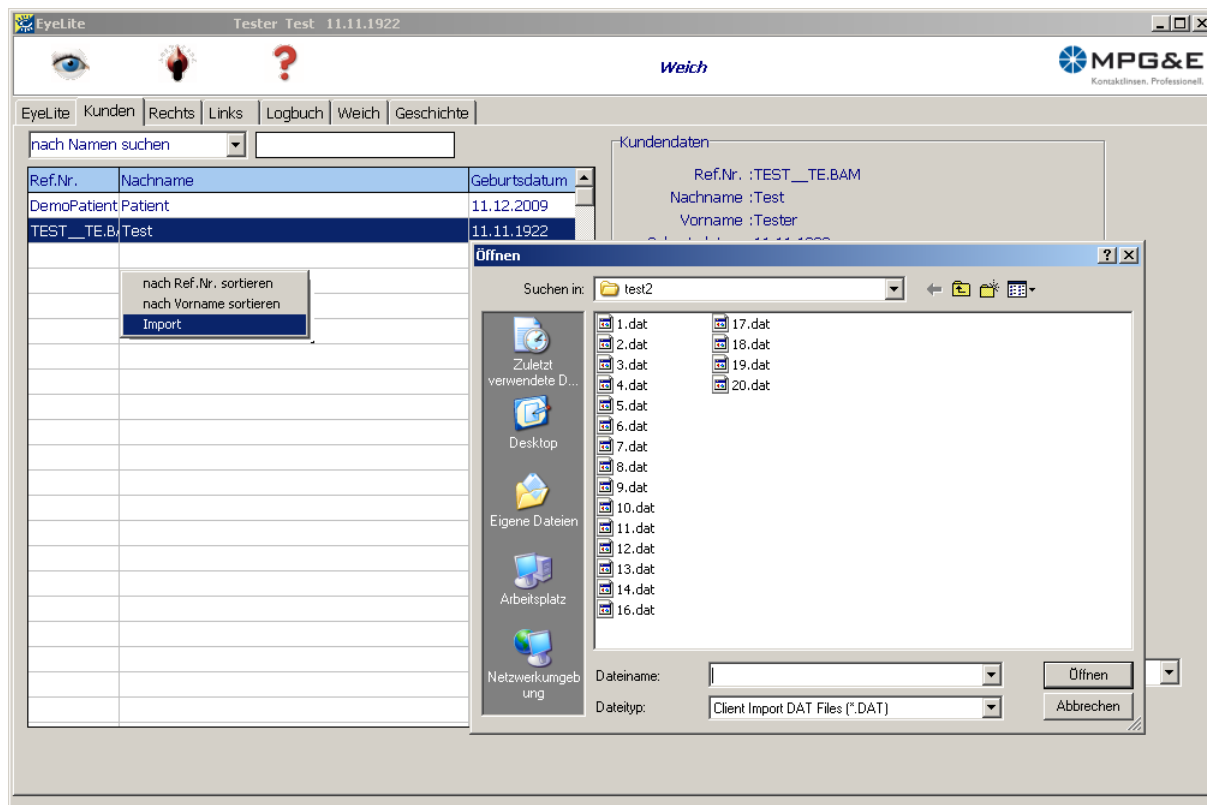 EyeLite Tester Test 11.11.1922
Weich
MPG&E
Kontaktlinsen. Professionell.
EyeLite Kunden Rechts Links Logbuch Weich Geschichte
nach Namen suchen
Kundendaten
Ref.Nr. Nachname Geburtsdatum
DemoPatient Patient 11.12.2009
TEST__TE.BA Test 11.11.1922
Ref.Nr. :TEST__TE.BAM
Nachname :Test
Vorname :Tester
nach Ref.Nr. sortieren
nach Vorname sortieren
Import
Öffnen
Suchen in: test2
Zuletzt
verwendete D...
Desktop
Eigene Dateien
Arbeitsplatz
Netzwerkumgeb
ung
1.dat
2.dat
3.dat
4.dat
5.dat
6.dat
7.dat
8.dat
9.dat
10.dat
11.dat
12.dat
13.dat
14.dat
16.dat
17.dat
18.dat
19.dat
20.dat
Dateiname: Öffnen
Dateityp: Client Import DAT Files (*.DAT) Abbrechen